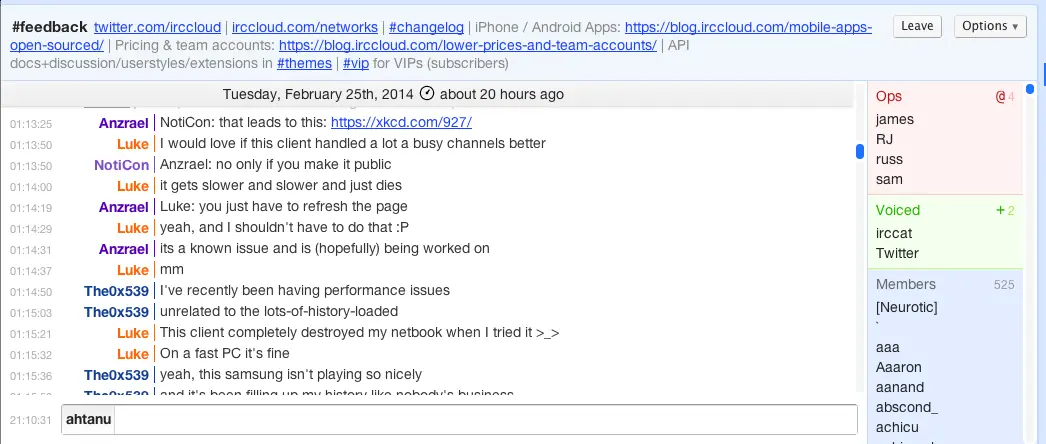 #feedback twitter.com/irccloud | irccloud.com/networks | #changelog | iPhone / Android Apps: https://blog.irccloud.com/mobile-apps-
open-sourced/ | Pricing & team accounts: https://blog.irccloud.com/lower-prices-and-team-accounts/ | API
docs+discussion/userstyles/extensions in #themes | #vip for VIPs (subscribers)
Leave
Options ▾
Tuesday, February 25th, 2014 about 20 hours ago
01:13:25 Anzrael NotiCon: that leads to this: https://xkcd.com/927/
01:13:50 Luke I would love if this client handled a lot a busy channels better
01:13:50 NotiCon Anzrael: no only if you make it public
01:14:00 Luke it gets slower and slower and just dies
01:14:19 Anzrael Luke: you just have to refresh the page
01:14:29 Luke yeah, and I shouldn't have to do that :P
01:14:31 Anzrael its a known issue and is (hopefully) being worked on
01:14:37 Luke mm
01:14:50 The0x539 I've recently been having performance issues
01:15:03 The0x539 unrelated to the lots-of-history-loaded
01:15:21 Luke This client completely destroyed my netbook when I tried it >_>
01:15:32 Luke On a fast PC it's fine
01:15:36 The0x539 yeah, this samsung isn't playing so nicely
The0x539 and it's been filling up my history like nobody's business
21:10:31 ahtanu
Ops @ 4
james
RJ
russ
sam
Voiced + 2
irccat
Twitter
Members 525
[Neurotic]
`
aaa
Aaaron
aanand
abscond_
achicu